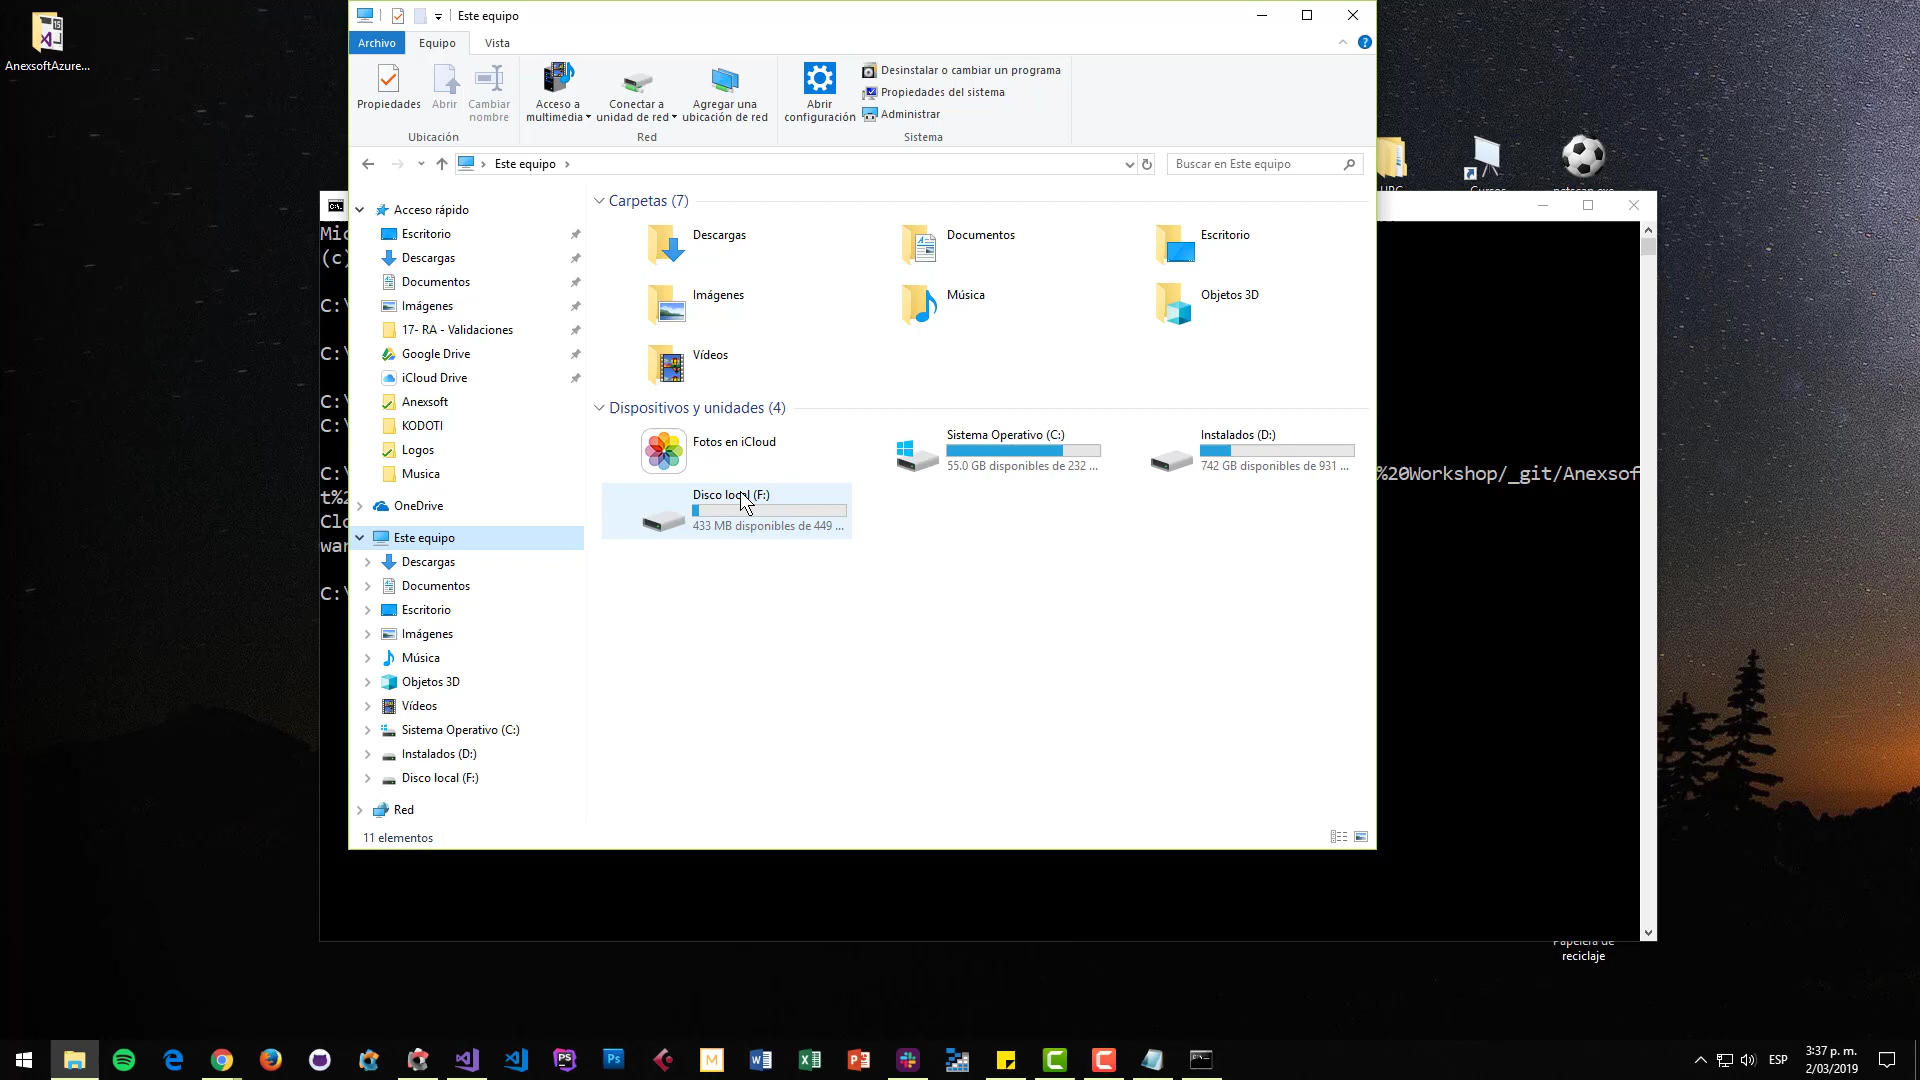 AnexsoftAzure...
Este equipo
Archivo
Equipo
Vista
Propiedades
Abrir
Cambiar
nombre
Ubicación
Acceso a
multimedia
Conectar a
unidad de red
Agregar una
ubicación de red
Red
Abrir
configuración
Desinstalar o cambiar un programa
Propiedades del sistema
Administrar
Sistema
Este equipo
Buscar en Este equipo
Acceso rápido
Escritorio
Descargas
Documentos
Imágenes
17- RA - Validaciones
Google Drive
iCloud Drive
Anexsoft
KODOTI
Logos
Musica
OneDrive
Este equipo
Descargas
Documentos
Escritorio
Imágenes
Música
Objetos 3D
Vídeos
Sistema Operativo (C:)
Instalados (D:)
Disco local (F:)
Red
11 elementos
Carpetas (7)
Descargas
Documentos
Escritorio
Imágenes
Música
Objetos 3D
Vídeos
Dispositivos y unidades (4)
Fotos en iCloud
Sistema Operativo (C:)
55.0 GB disponibles de 232 ...
Instalados (D:)
742 GB disponibles de 931 ...
Disco local (F:)
433 MB disponibles de 449 ...
Mic
(c)
C:\
C:\
C:\
C:\
C:\
%20Workshop/_git/Anexsof
t%2
Clo
war
C:\
Papelera de
reciclaje
ESP
3:37 p. m.
2/03/2019